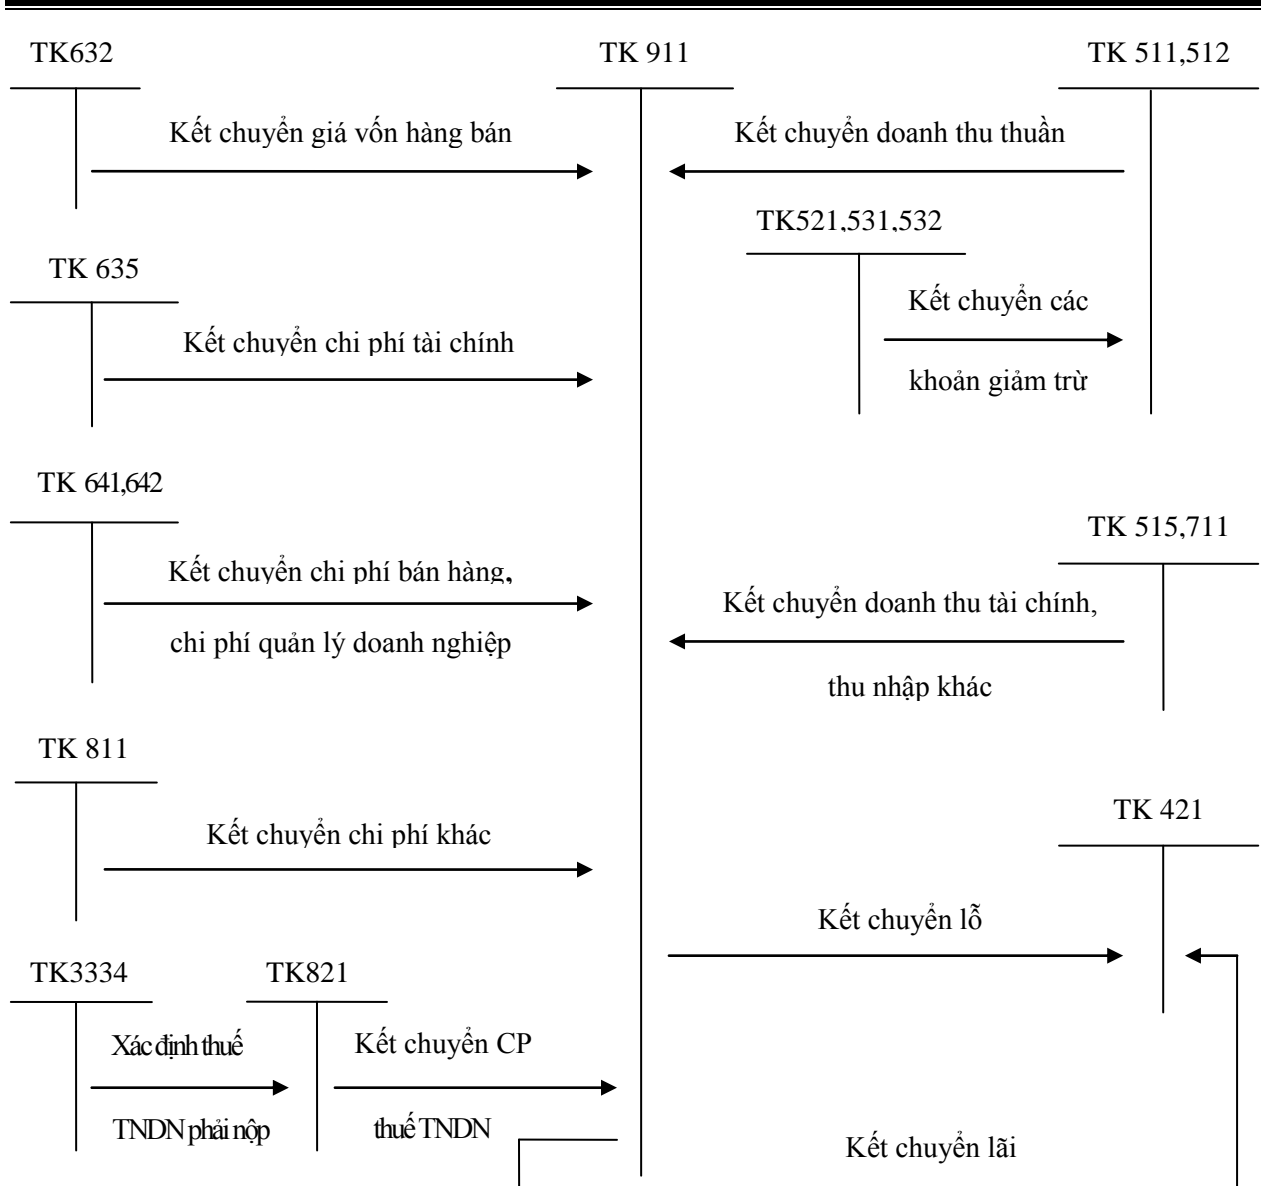 TK632
TK 911
TK 511,512
Kết chuyển giá vốn hàng bán
Kết chuyển doanh thu thuần
TK521,531,532
TK 635
Kết chuyển các
Kết chuyển chi phí tài chính
khoản giảm trừ
TK 641,642
TK 515,711
Kết chuyển chi phí bán hàng,
Kết chuyển doanh thu tài chính,
chi phí quản lý doanh nghiệp
thu nhập khác
TK 811
TK 421
Kết chuyển chi phí khác
Kết chuyển lỗ
TK3334
TK821
Xác định thuế
Kết chuyển CP
TNDN phải nộp
thuế TNDN
Kết chuyển lãi